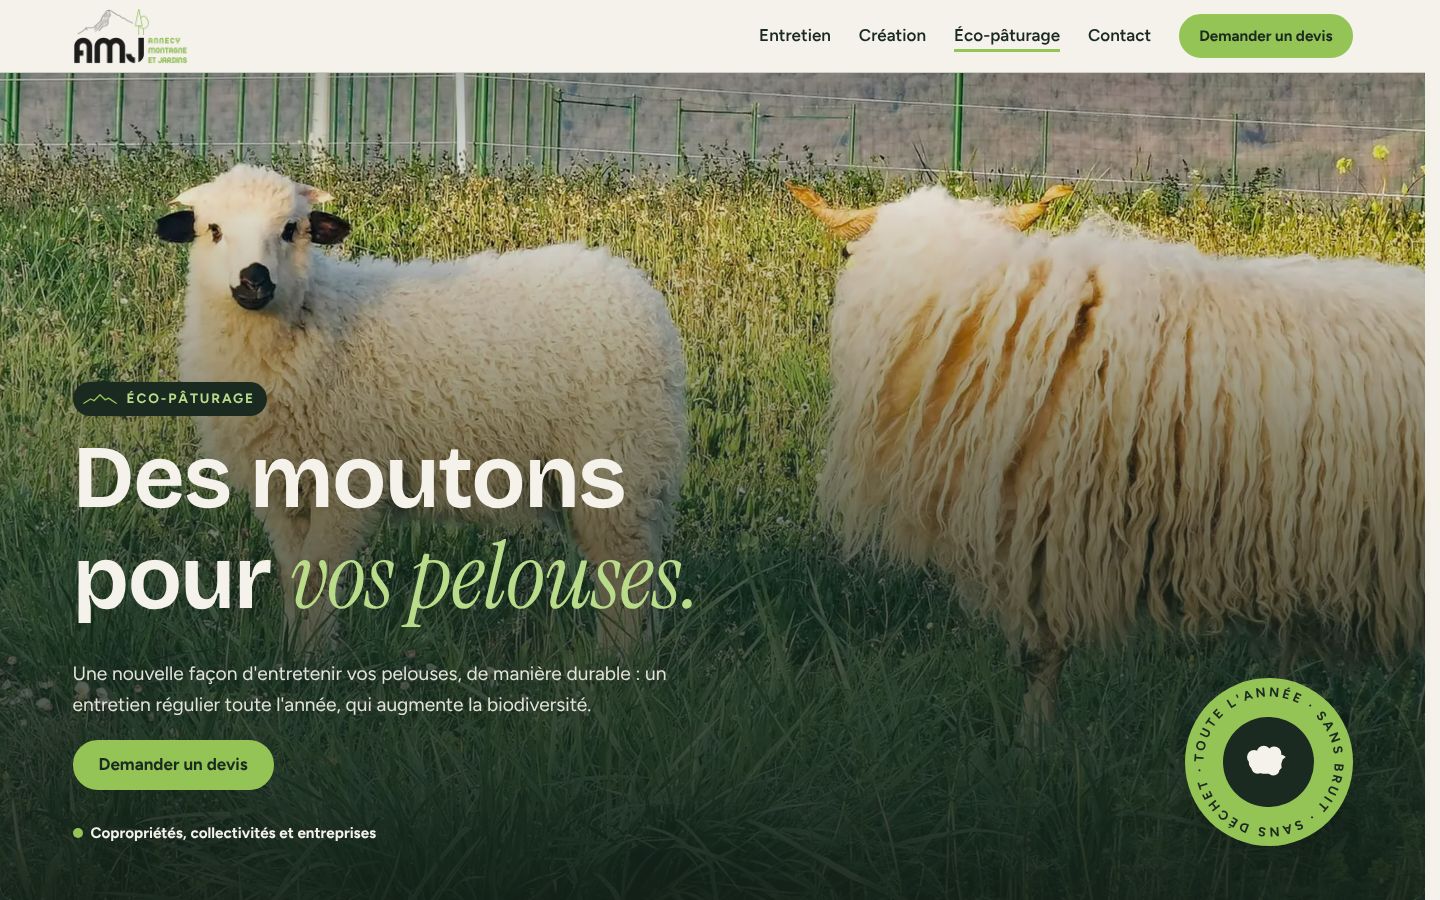 AMJ ANNECY
MONTAGNE
ET JARDINS
Entretien
Création
Éco-pâturage
Contact
Demander un devis
ÉCO-PÂTURAGE
Des moutons
pour vos pelouses.
Une nouvelle façon d'entretenir vos pelouses, de manière durable : un
entretien régulier toute l'année, qui augmente la biodiversité.
Demander un devis
Copropriétés, collectivités et entreprises
TOUTE L'ANNÉE · SANS BRUIT · SANS DÉCHET ·